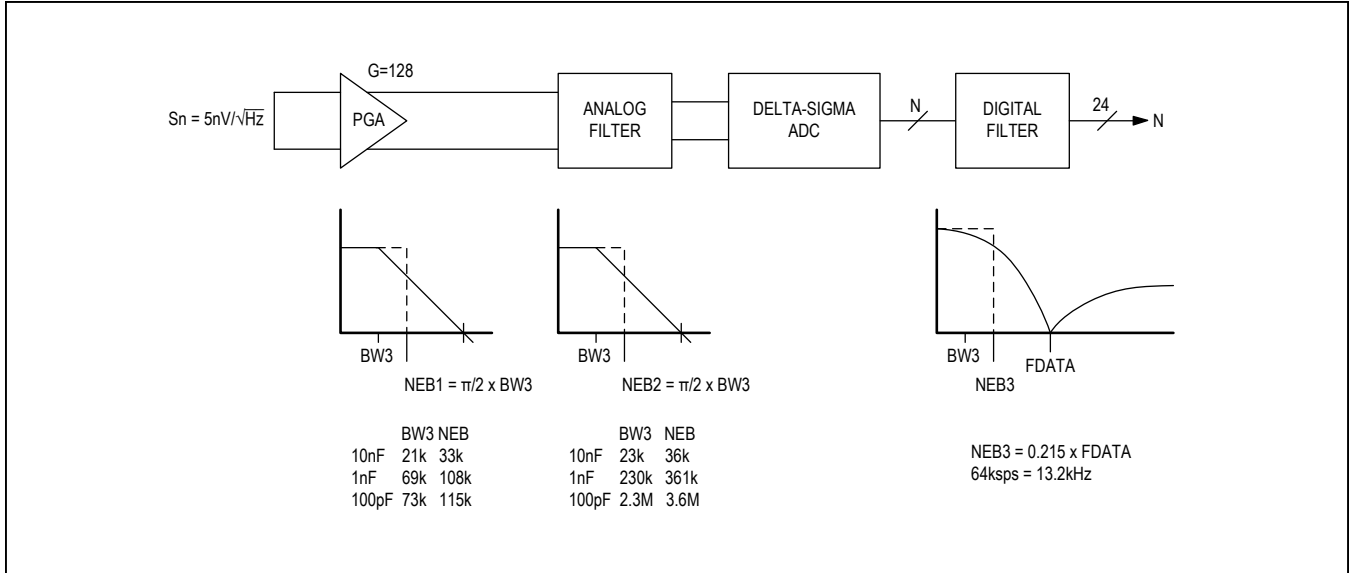 G=128
Sn = 5nV/√Hz
PGA
ANALOG
FILTER
DELTA-SIGMA
ADC
N
DIGITAL
FILTER
24
N
BW3
NEB1 = π/2 x BW3
BW3 NEB
10nF 21k 33k
1nF 69k 108k
100pF 73k 115k
BW3
NEB2 = π/2 x BW3
BW3 NEB
10nF 23k 36k
1nF 230k 361k
100pF 2.3M 3.6M
BW3
NEB3
FDATA
NEB3 = 0.215 x FDATA
64ksps = 13.2kHz